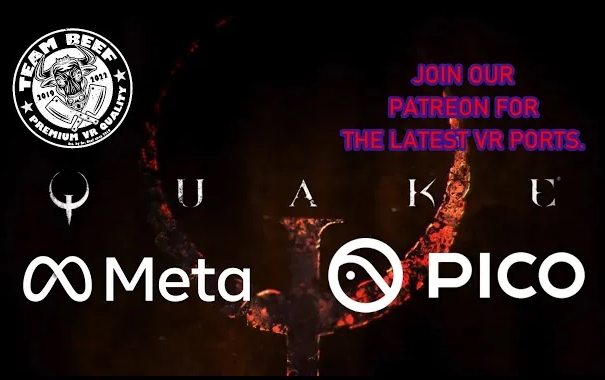 TEAM BEEF
2019 2022
PREMIUM VR QUALITY
JOIN OUR
PATREON FOR
THE LATEST VR PORTS.
QUAKE
Meta
PICO